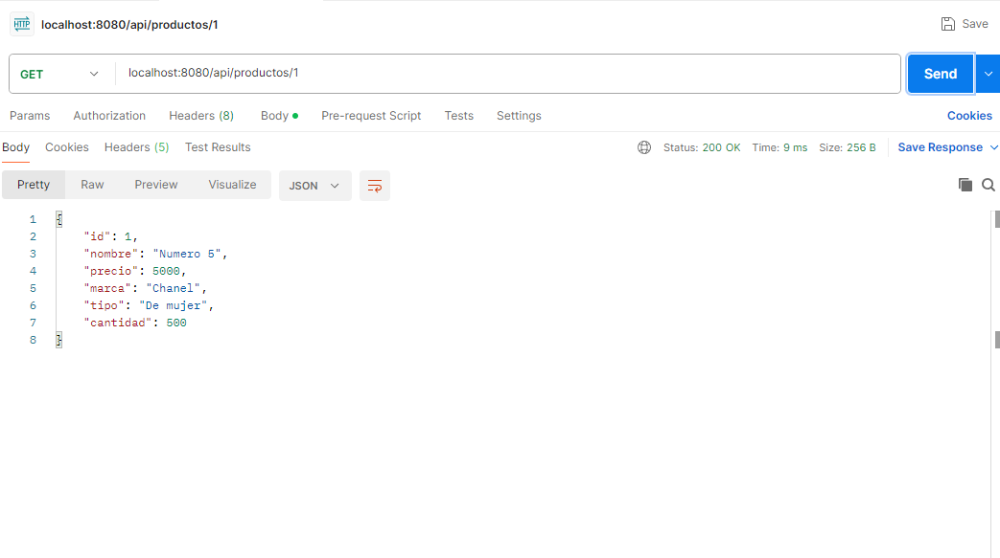 HTTP localhost:8080/api/productos/1 Save
GET localhost:8080/api/productos/1 Send
Params Authorization Headers (8) Body Pre-request Script Tests Settings Cookies
Body Cookies Headers (5) Test Results Status: 200 OK Time: 9 ms Size: 256 B Save Response
Pretty Raw Preview Visualize JSON
1 {
2 "id": 1,
3 "nombre": "Numero 5",
4 "precio": 5000,
5 "marca": "Chanel",
6 "tipo": "De mujer",
7 "cantidad": 500
8 }